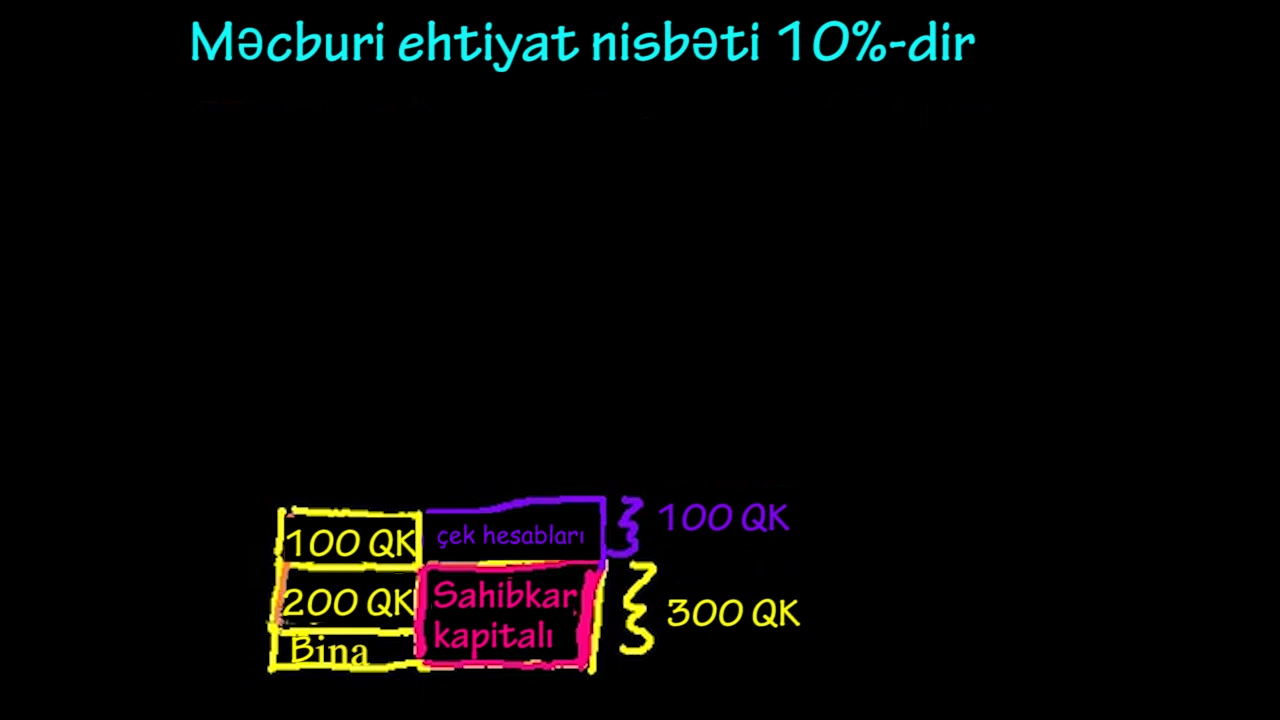 Məcburi ehtiyat nisbəti 10%-dir
100 QK
çek hesabları
100 QK
200 QK
Sahibkar
kapitalı
300 QK
Bina